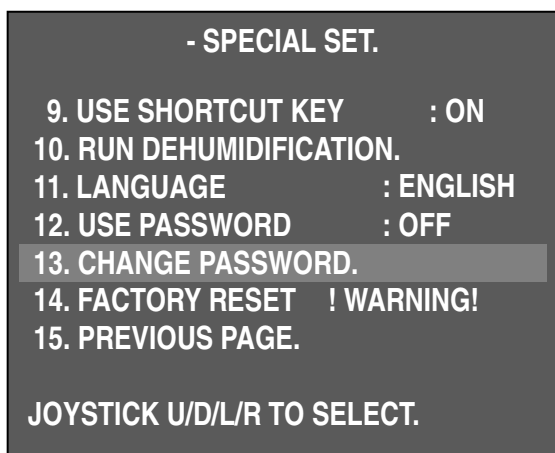 - SPECIAL SET.
9. USE SHORTCUT KEY : ON
10. RUN DEHUMIDIFICATION.
11. LANGUAGE : ENGLISH
12. USE PASSWORD : OFF
13. CHANGE PASSWORD.
14. FACTORY RESET ! WARNING!
15. PREVIOUS PAGE.
JOYSTICK U/D/L/R TO SELECT.